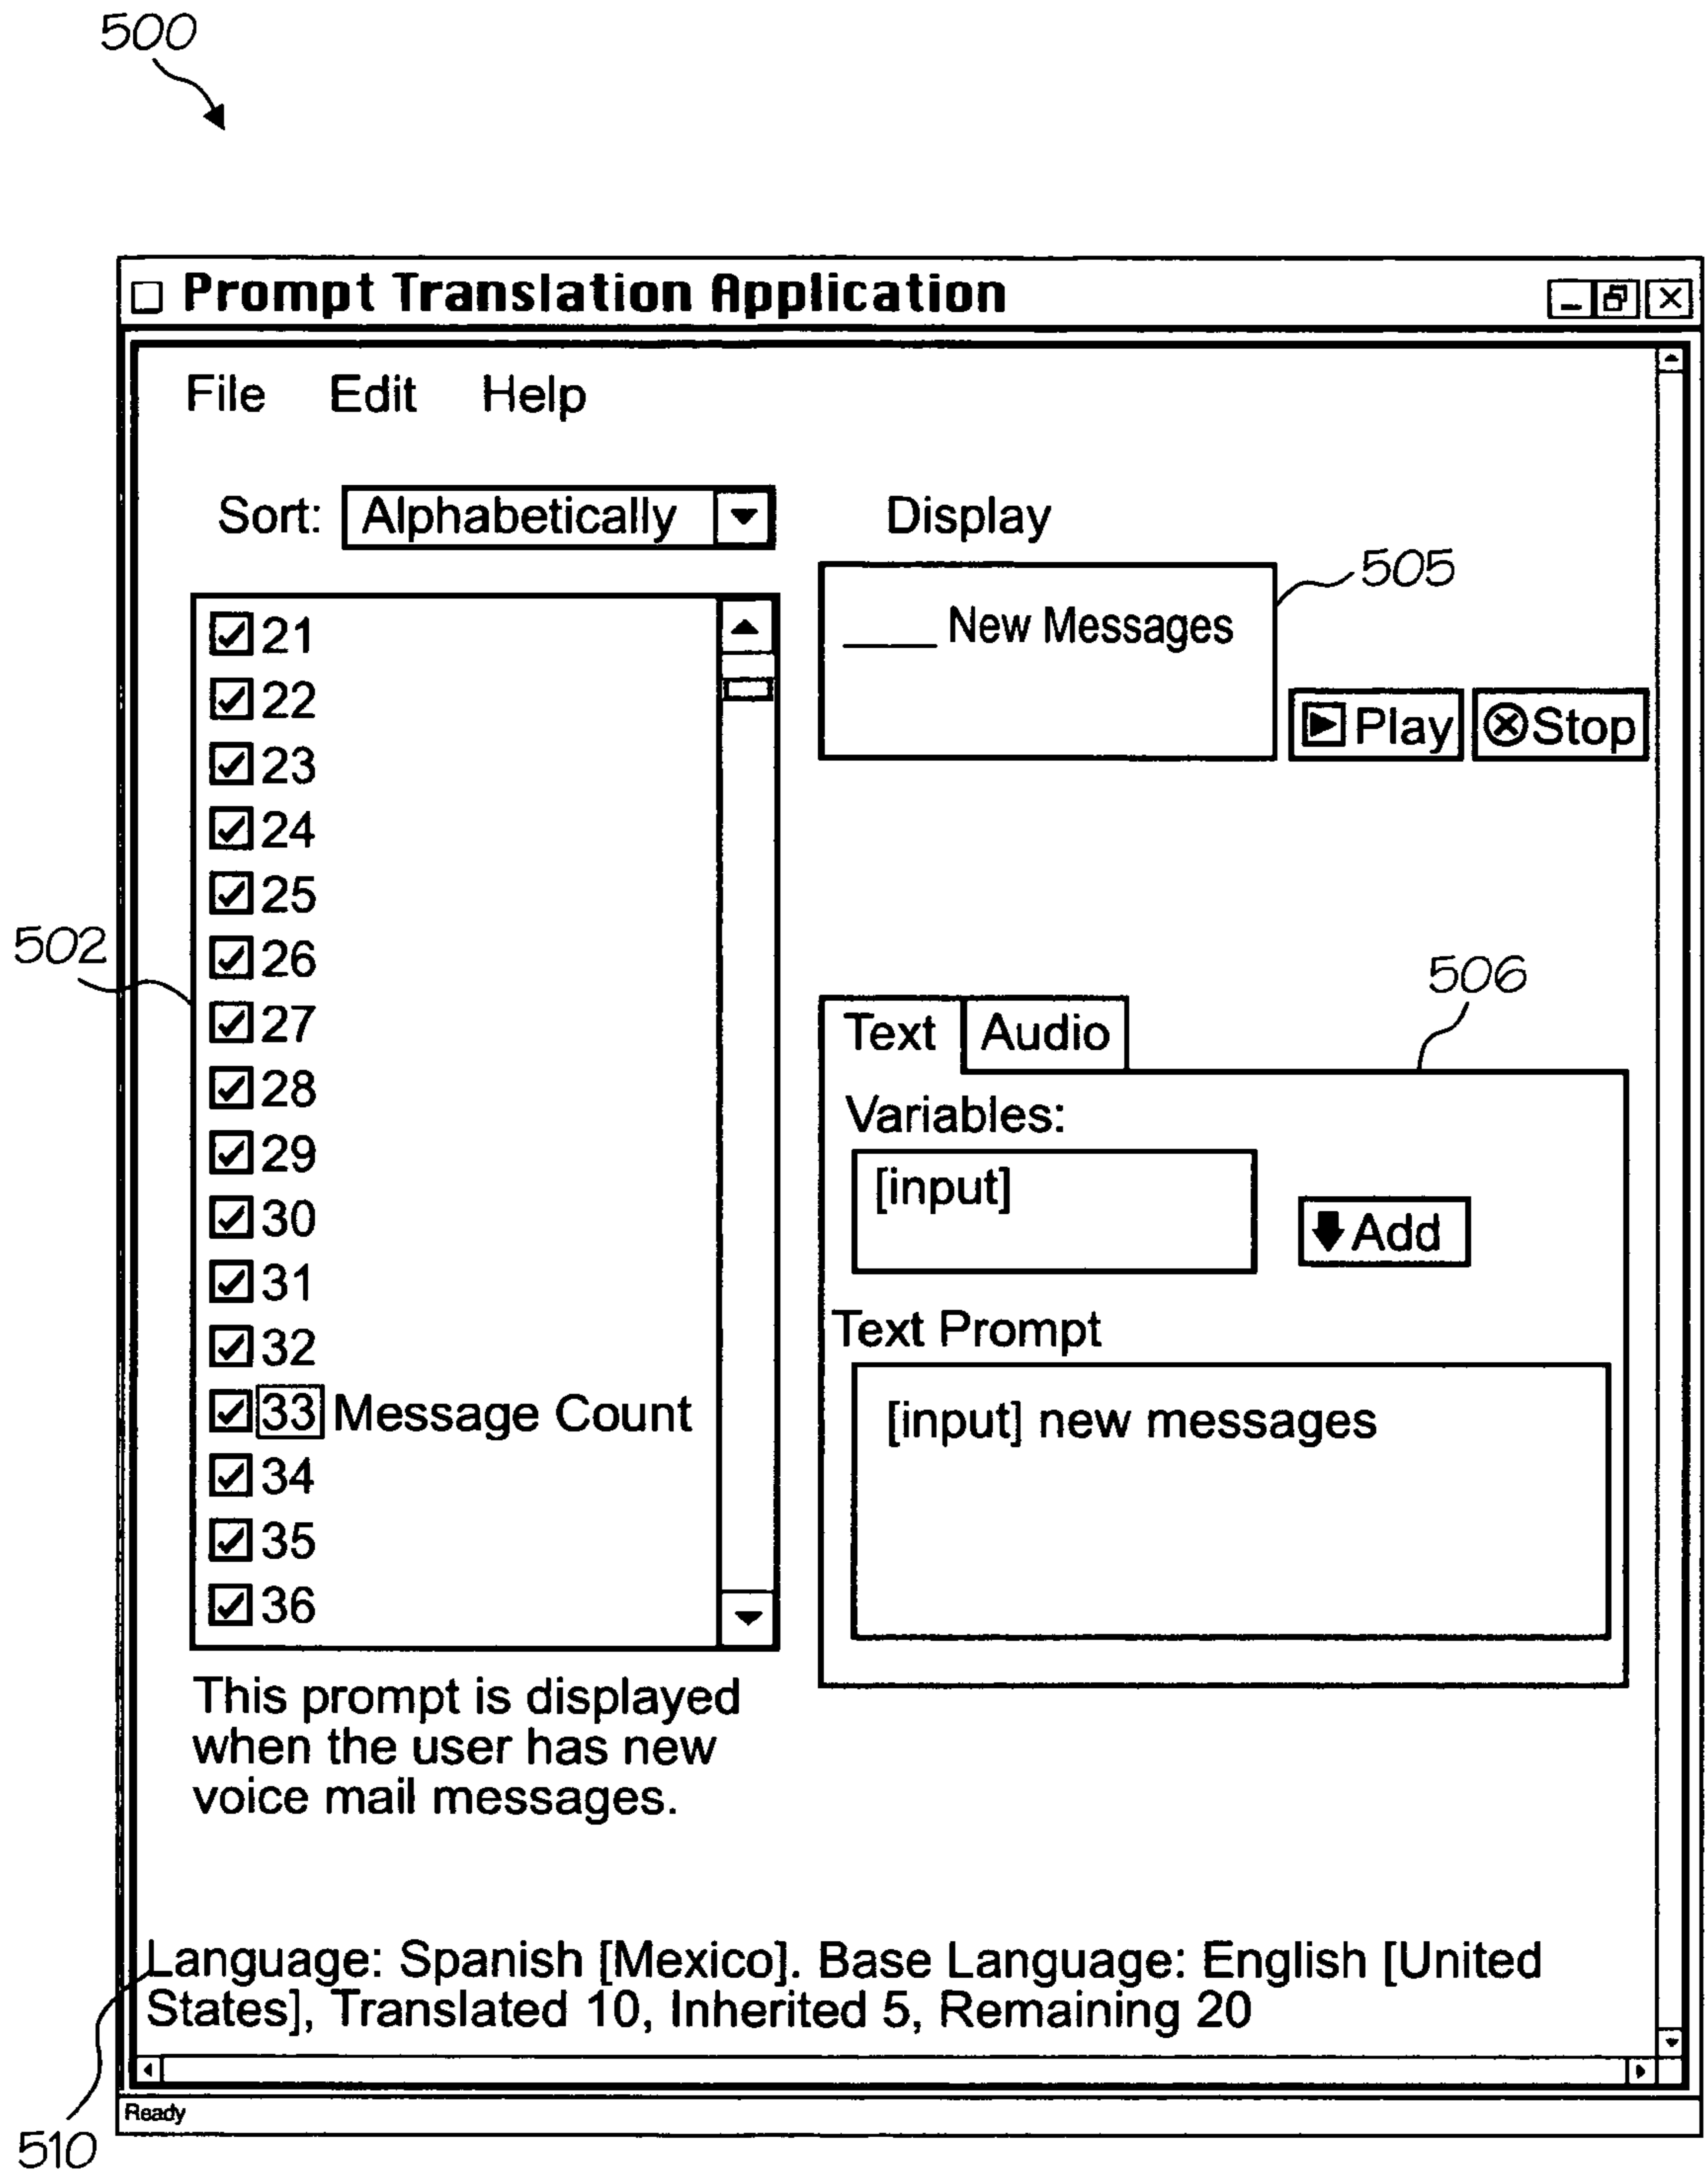 500
Prompt Translation Application
File Edit Help
Sort: Alphabetically
Display
505
____ New Messages
Play
Stop
21
22
23
24
25
26
27
28
29
30
31
32
33 Message Count
34
35
36
502
506
Text Audio
Variables:
[input]
Add
Text Prompt
[input] new messages
This prompt is displayed
when the user has new
voice mail messages.
Language: Spanish [Mexico]. Base Language: English [United
States], Translated 10, Inherited 5, Remaining 20
Ready
510